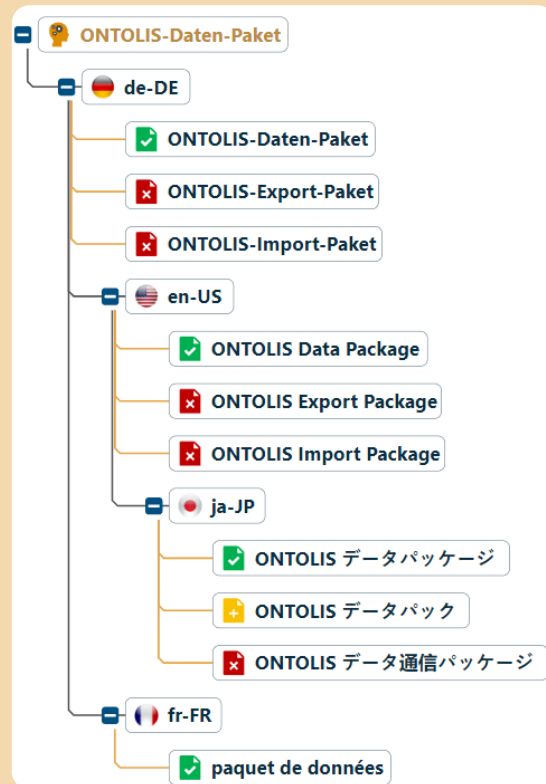 ONTOLIS-Daten-Paket
de-DE
ONTOLIS-Daten-Paket
ONTOLIS-Export-Paket
ONTOLIS-Import-Paket
en-US
ONTOLIS Data Package
ONTOLIS Export Package
ONTOLIS Import Package
ja-JP
ONTOLIS データパッケージ
ONTOLIS データパック
ONTOLIS データ通信パッケージ
fr-FR
paquet de données